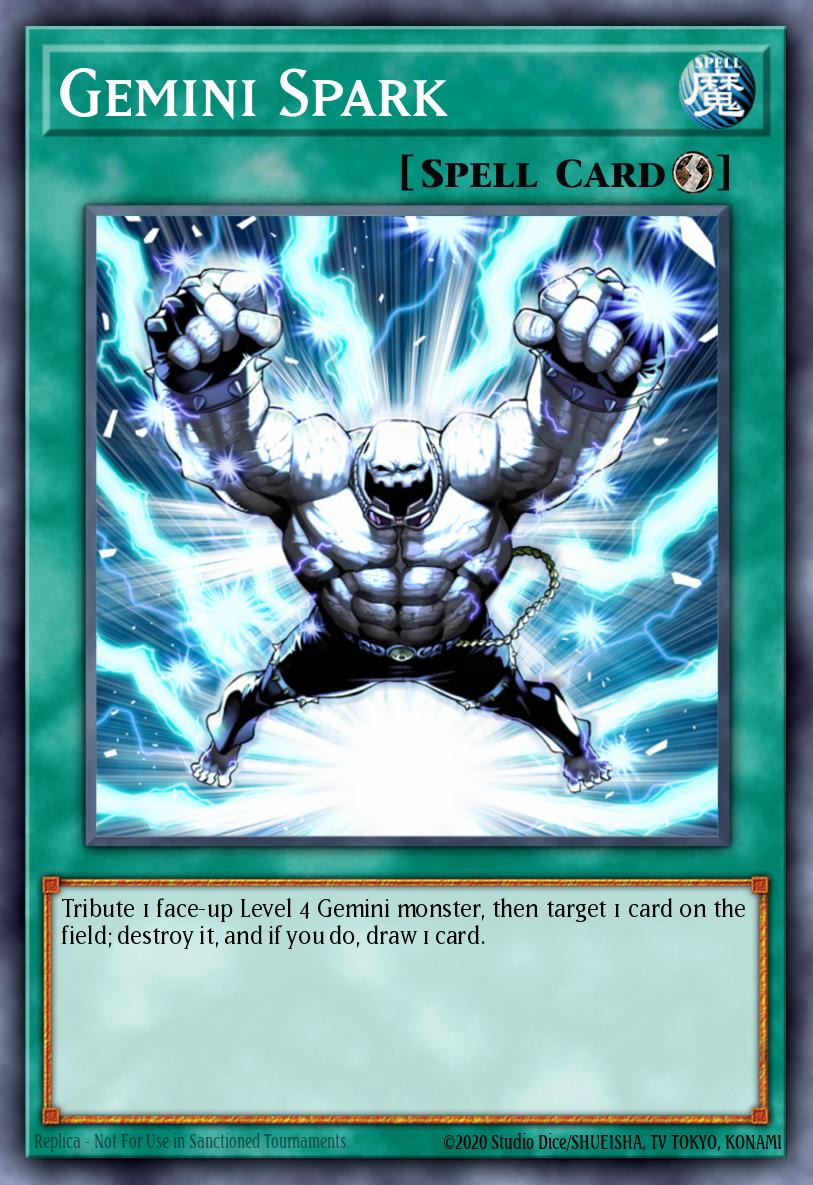 GEMINI SPARK
SPELL
魔
[SPELL CARD]
Tribute 1 face-up Level 4 Gemini monster, then target 1 card on the
field; destroy it, and if you do, draw 1 card.
Replica - Not For Use in Sanctioned Tournaments.
©2020 Studio Dice/SHUEISHA, TV TOKYO, KONAMI